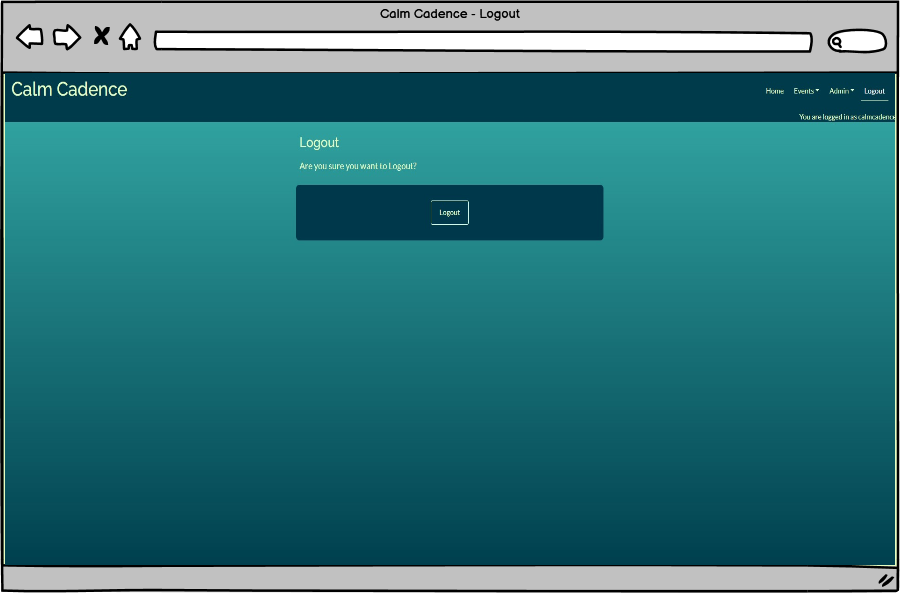 Calm Cadence - Logout
Calm Cadence
Home Events Admin Logout
You are logged in as calmcadence
Logout
Are you sure you want to Logout?
Logout